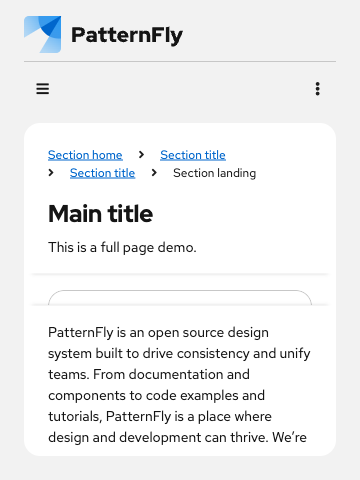 PatternFly
Section home > Section title
> Section title > Section landing
Main title
This is a full page demo.
PatternFly is an open source design
system built to drive consistency and unify
teams. From documentation and
components to code examples and
tutorials, PatternFly is a place where
design and development can thrive. We’re